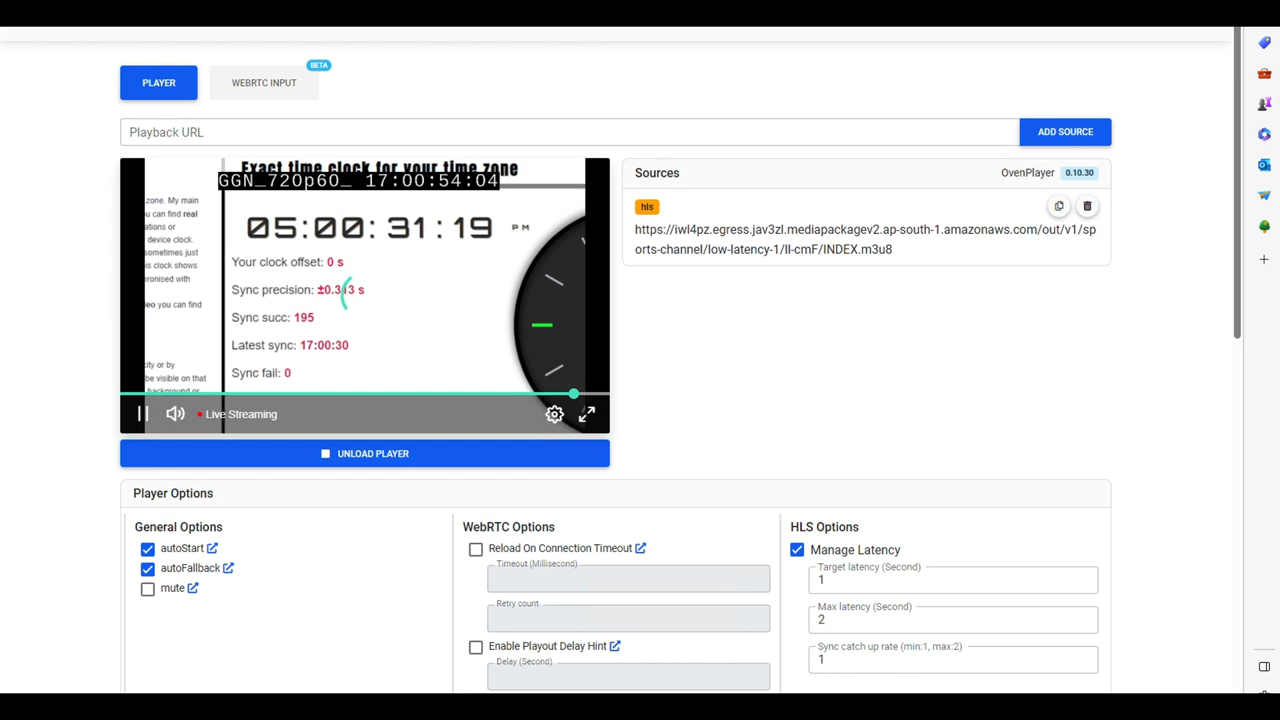 BETA
PLAYER
WEBRTC INPUT
Playback URL
ADD SOURCE
Exact time clock for your time zone
GGN_720p60_ 17:00:54:04
zone. My main
u can find real
ations or
device clock.
sometimes just
is clock shows
hronised with
deo you can find
city or by
be visible on that
05:00:31:19 PM
Your clock offset: 0 s
Sync precision: ±0.313 s
Sync succ: 195
Latest sync: 17:00:30
Sync fail: 0
Live Streaming
UNLOAD PLAYER
Sources
OvenPlayer 0.10.30
hls
https://iwl4pz.egress.jav3zl.mediapackagev2.ap-south-1.amazonaws.com/out/v1/sp
orts-channel/low-latency-1/ll-cmF/INDEX.m3u8
Player Options
General Options
autoStart
autoFallback
mute
WebRTC Options
Reload On Connection Timeout
Timeout (Millisecond)
Retry count
Enable Playout Delay Hint
Delay (Second)
HLS Options
Manage Latency
Target latency (Second)
1
Max latency (Second)
2
Sync catch up rate (min:1, max:2)
1